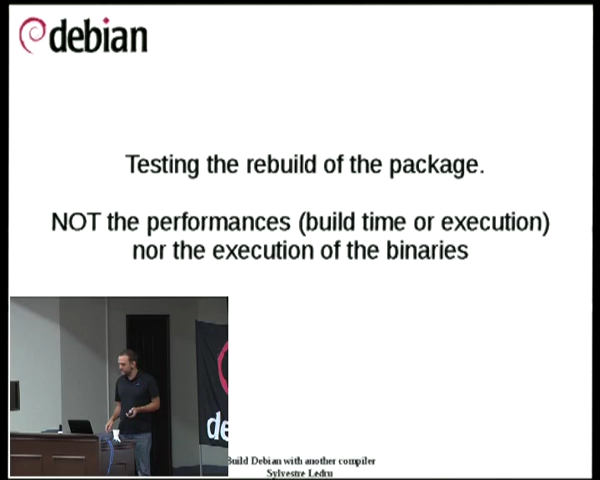 debian
Testing the rebuild of the package.
NOT the performances (build time or execution)
nor the execution of the binaries
de
Build Debian with another compiler
Sylvestre Ledru